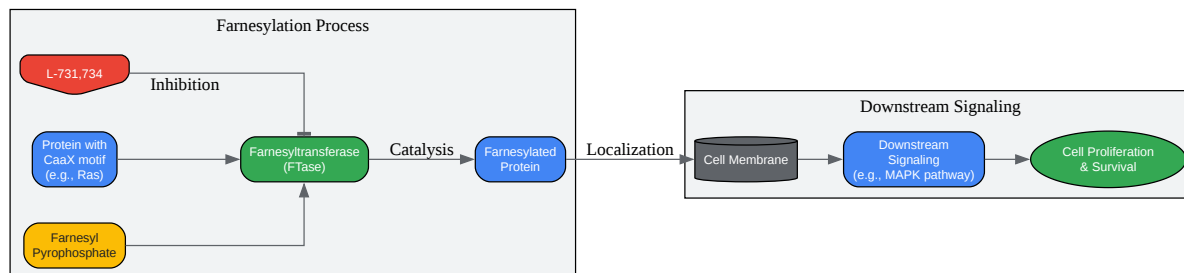 Farnesylation Process
L-731,734
Inhibition
Protein with
CaaX motif
(e.g., Ras)
Farnesyltransferase
(FTase)
Catalysis
Farnesylated
Protein
Farnesyl
Pyrophosphate
Localization
Downstream Signaling
Cell Membrane
Downstream
Signaling
(e.g., MAPK pathway)
Cell Proliferation
& Survival